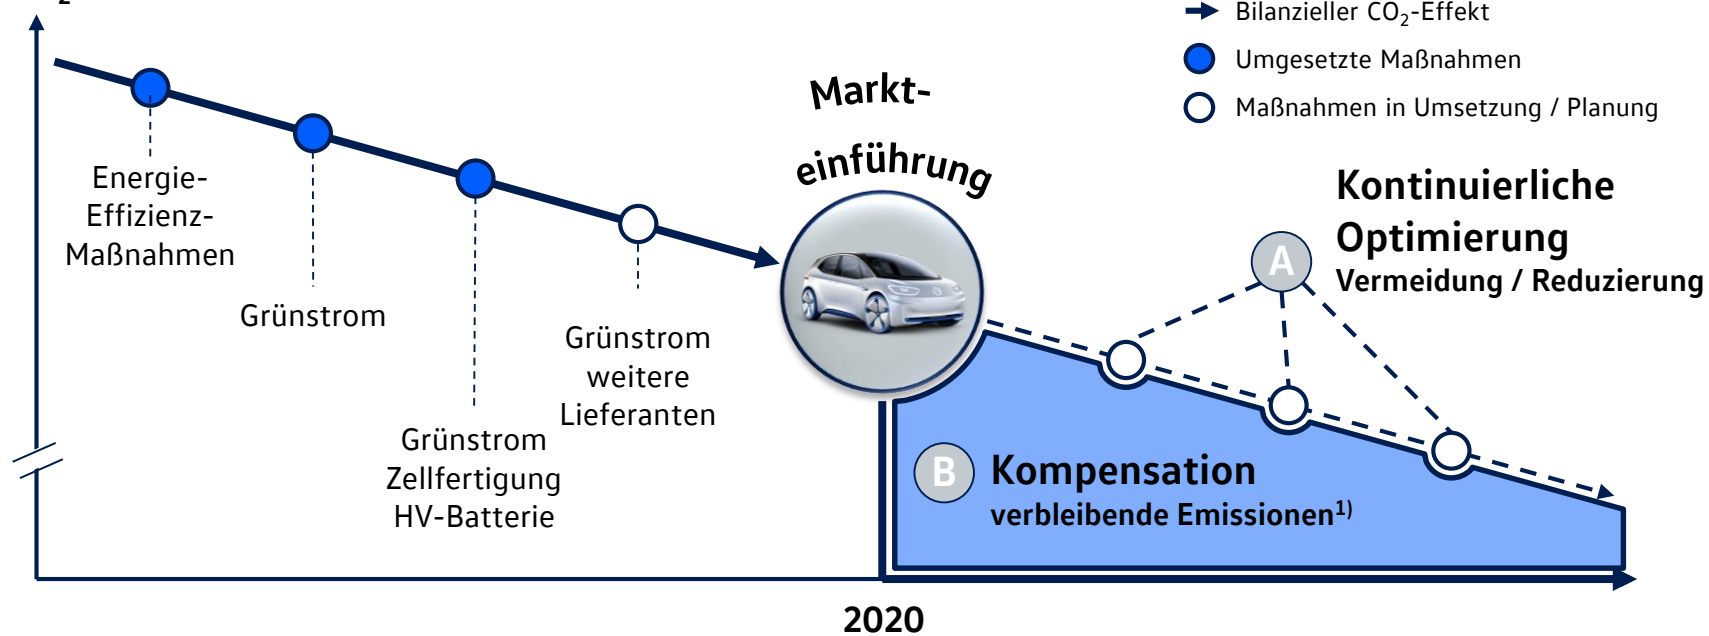 Bilanzieller CO₂-Effekt
Umgesetzte Maßnahmen
Maßnahmen in Umsetzung / Planung
Markt-
einführung
Energie-
Effizienz-
Maßnahmen
Grünstrom
Grünstrom
Zellfertigung
HV-Batterie
Grünstrom
weitere
Lieferanten
A
Kontinuierliche
Optimierung
Vermeidung / Reduzierung
B
Kompensation
verbleibende Emissionen¹⁾
2020